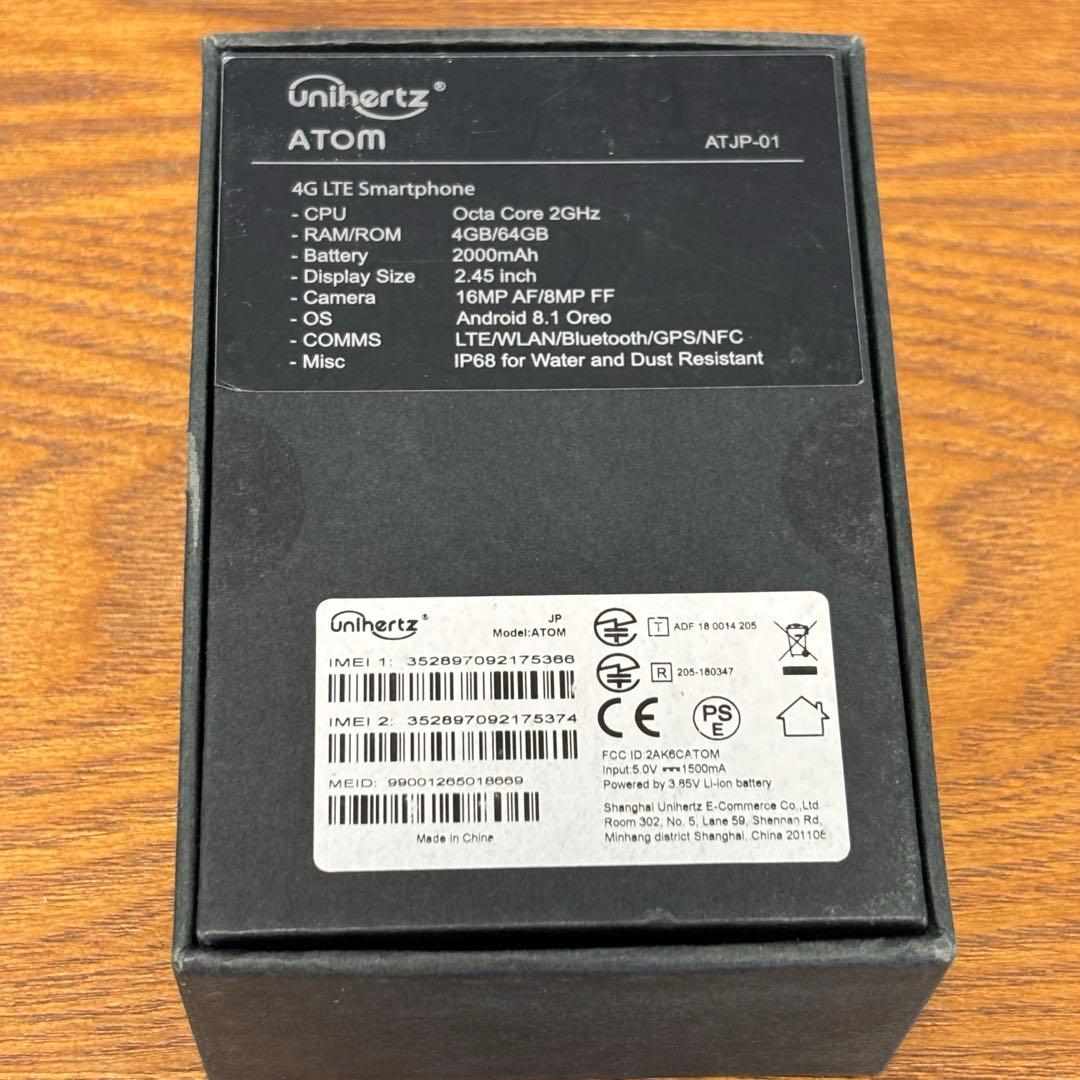 unihertz®
ATOM ATJP-01
4G LTE Smartphone
- CPU Octa Core 2GHz
- RAM/ROM 4GB/64GB
- Battery 2000mAh
- Display Size 2.45 inch
- Camera 16MP AF/8MP FF
- OS Android 8.1 Oreo
- COMMS LTE/WLAN/Bluetooth/GPS/NFC
- Misc IP68 for Water and Dust Resistant
unihertz®
JP
Model:ATOM
IMEI 1: 352897092175366
IMEI 2: 352897092175374
MEID: 99001265018669
Made in China
T ADF 18 0014 205
R 205-180347
CE
PS
E
FCC ID:2AK6CATOM
Input:5.0V ⎓1500mA
Powered by 3.85V Li-ion battery
Shanghai Unihertz E-Commerce Co.,Ltd.
Room 302, No. 5, Lane 59, Shennan Rd,
Minhang district Shanghai, China 201108